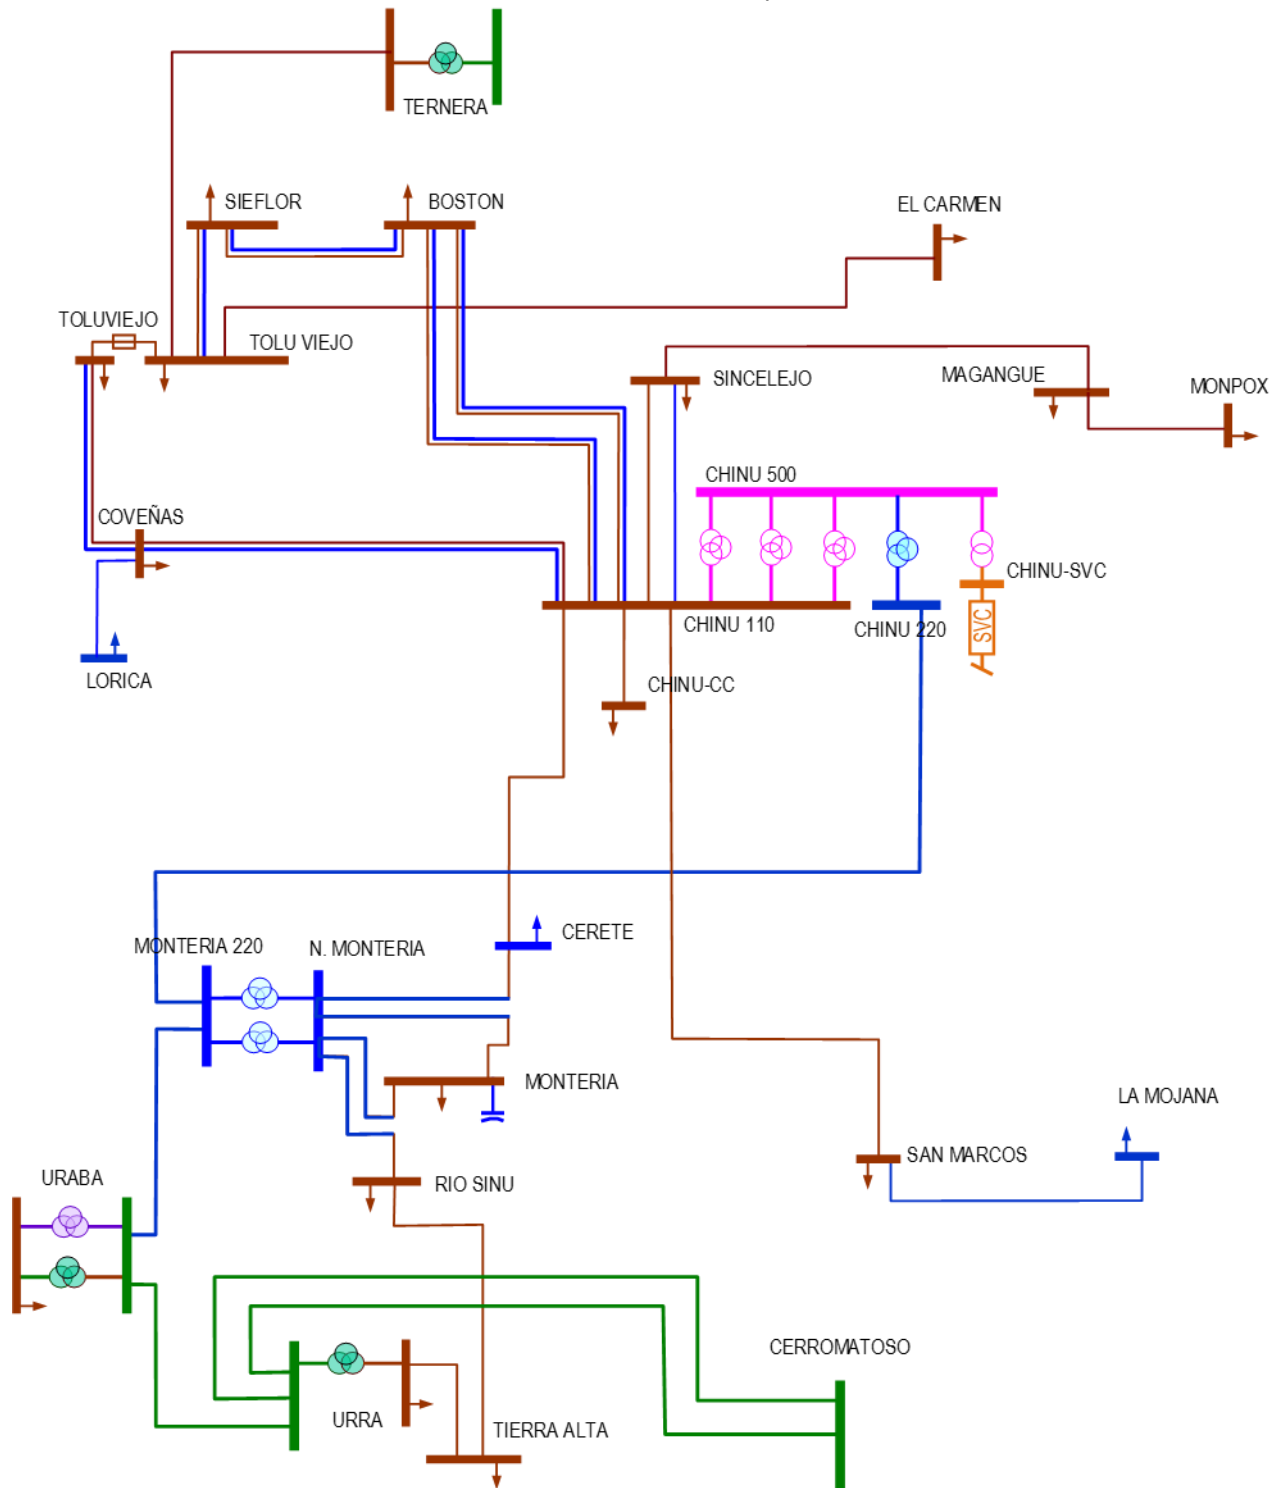 TERNERA
SIEFLOR
BOSTON
EL CARMEN
TOLUVIEJO
TOLU VIEJO
SINCELEJO
MAGANGUE
MONPOX
CHINU 500
COVEÑAS
CHINU-SVC
CHINU 110
CHINU 220
SVC
LORICA
CHINU-CC
CERETE
MONTERIA 220
N. MONTERIA
MONTERIA
LA MOJANA
SAN MARCOS
URABA
RIO SINU
CERROMATOSO
URRA
TIERRA ALTA